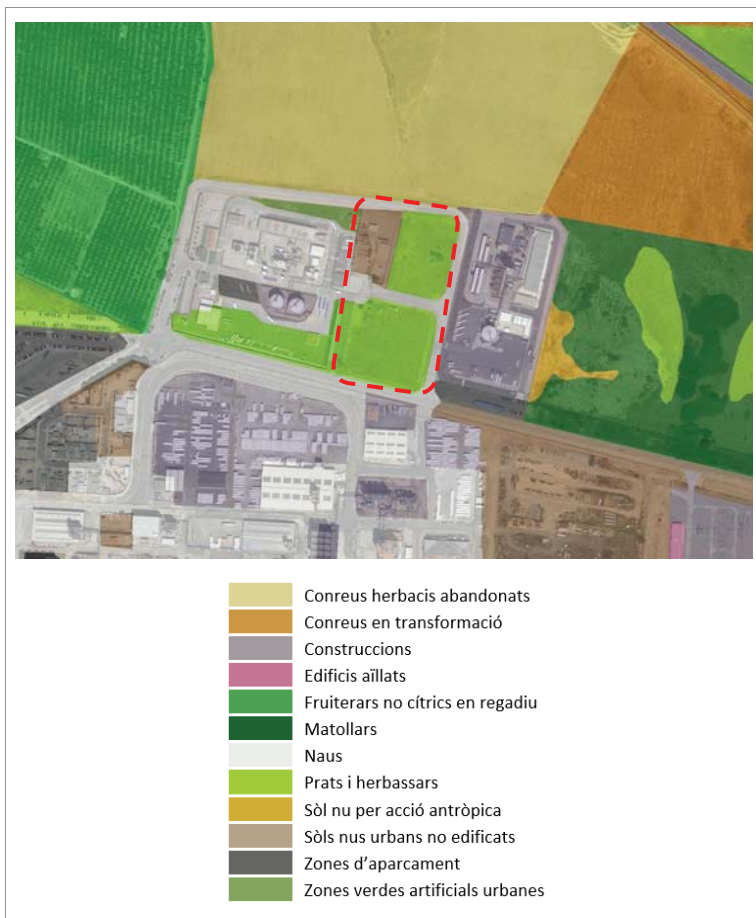 Conreus herbacis abandonats
Conreus en transformació
Construccions
Edificis aïllats
Fruiterars no cítrics en regadiu
Matollars
Naus
Prats i herbassars
Sòl nu per acció antròpica
Sòls nus urbans no edificats
Zones d’aparcament
Zones verdes artificials urbanes